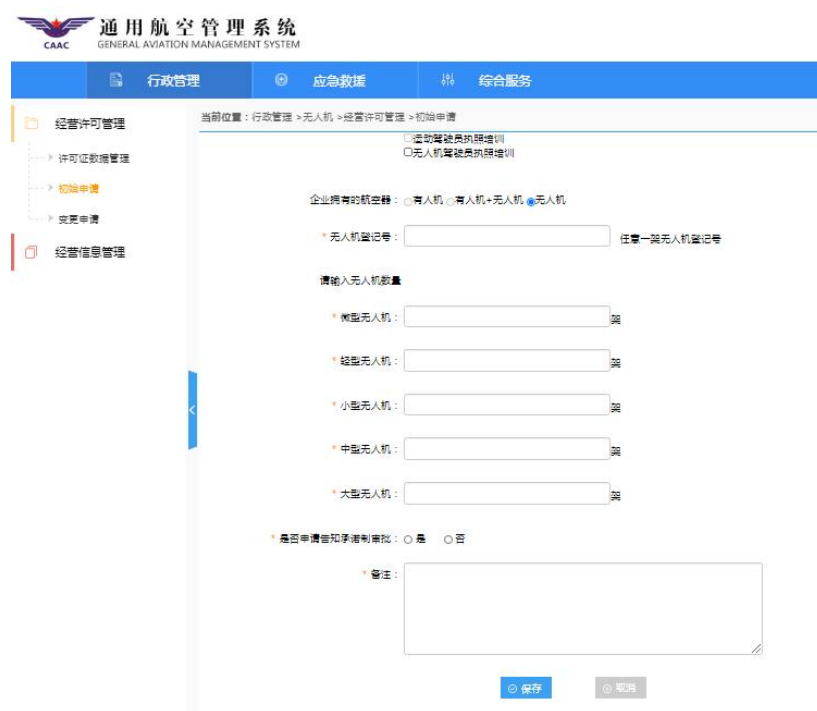 通用航空管理系统
CAAC
GENERAL AVIATION MANAGEMENT SYSTEM
行政管理
应急救援
综合服务
经营许可管理
许可证数据管理
初始申请
变更申请
经营信息管理
当前位置：行政管理 >无人机 >经营许可管理 >初始申请
运动驾驶员执照培训
无人机驾驶员执照培训
企业拥有的航空器： 有人机 有人机+无人机 无人机
* 无人机登记号： 任意一架无人机登记号
请输入无人机数量
* 微型无人机： 架
* 轻型无人机： 架
* 小型无人机： 架
* 中型无人机： 架
* 大型无人机： 架
* 是否申请告知承诺制审批： 是 否
* 备注：
保存
取消